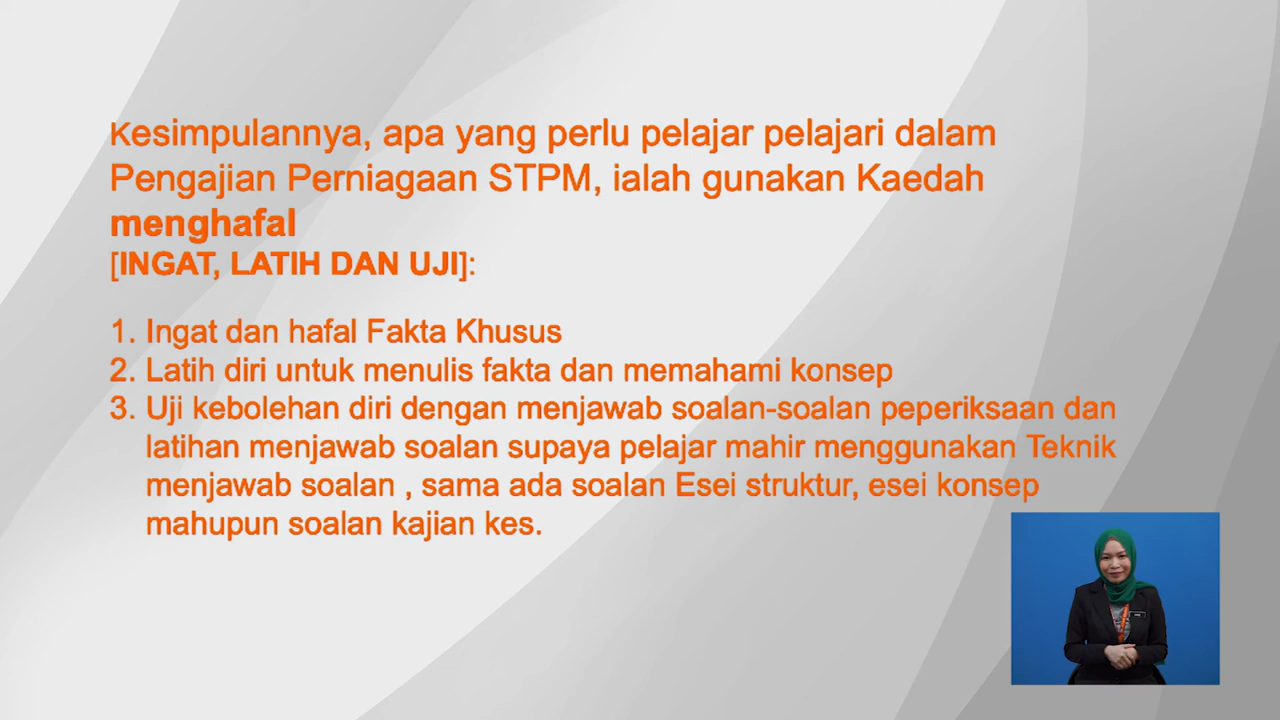 Kesimpulannya, apa yang perlu pelajar pelajari dalam
Pengajian Perniagaan STPM, ialah gunakan Kaedah
menghafal
[INGAT, LATIH DAN UJI]:
1. Ingat dan hafal Fakta Khusus
2. Latih diri untuk menulis fakta dan memahami konsep
3. Uji kebolehan diri dengan menjawab soalan-soalan peperiksaan dan
latihan menjawab soalan supaya pelajar mahir menggunakan Teknik
menjawab soalan , sama ada soalan Esei struktur, esei konsep
mahupun soalan kajian kes.